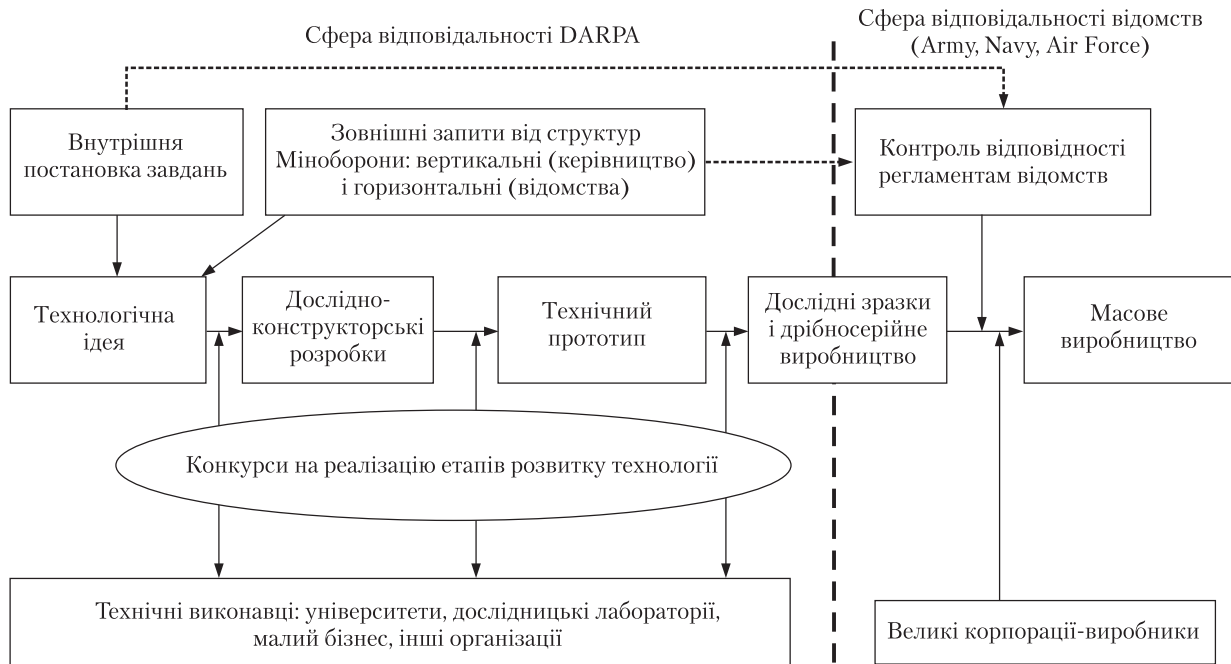 Сфера відповідальності DARPA
Сфера відповідальності відомств
(Army, Navy, Air Force)
Внутрішня
постановка завдань
Зовнішні запити від структур
Міноборони: вертикальні (керівництво)
і горизонтальні (відомства)
Контроль відповідності
регламентам відомств
Технологічна
ідея
Дослідно-
конструкторські
розробки
Технічний
прототип
Дослідні зразки
і дрібносерійне
виробництво
Масове
виробництво
Конкурси на реалізацію етапів розвитку технології
Технічні виконавці: університети, дослідницькі лабораторії,
малий бізнес, інші організації
Великі корпорації-виробники